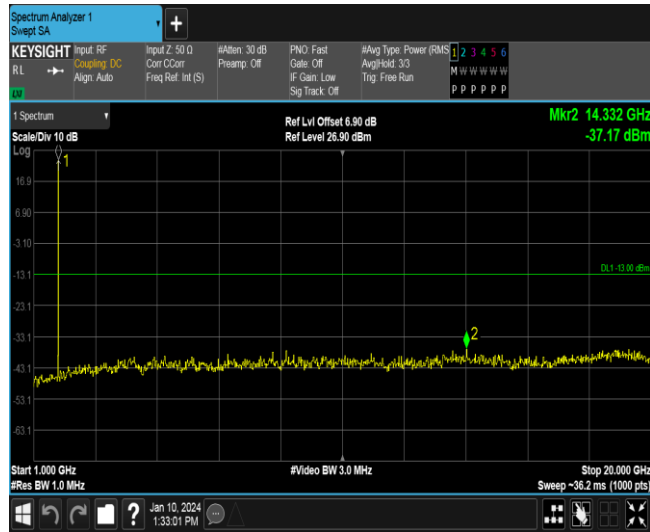 Spectrum Analyzer 1
Swept SA
KEYSIGHT
RL
LXI
Input: RF
Coupling: DC
Align: Auto
Input Z: 50 Ω
Corr CCorr
Freq Ref: Int (S)
#Atten: 30 dB
Preamp: Off
PNO: Fast
Gate: Off
IF Gain: Low
Sig Track: Off
#Avg Type: Power (RMS
Avg|Hold: 3/3
Trig: Free Run
1 2 3 4 5 6
M W W W W W
P P P P P P
1 Spectrum
Scale/Div 10 dB
Ref Lvl Offset 6.90 dB
Ref Level 26.90 dBm
Mkr2 14.332 GHz
-37.17 dBm
Log
1
16.9
6.90
-3.10
-13.1
DL1 -13.00 dBm
-23.1
-33.1
2
-43.1
-53.1
-63.1
Start 1.000 GHz
#Video BW 3.0 MHz
Stop 20.000 GHz
#Res BW 1.0 MHz
Sweep ~36.2 ms (1000 pts)
?
Jan 10, 2024
1:33:01 PM